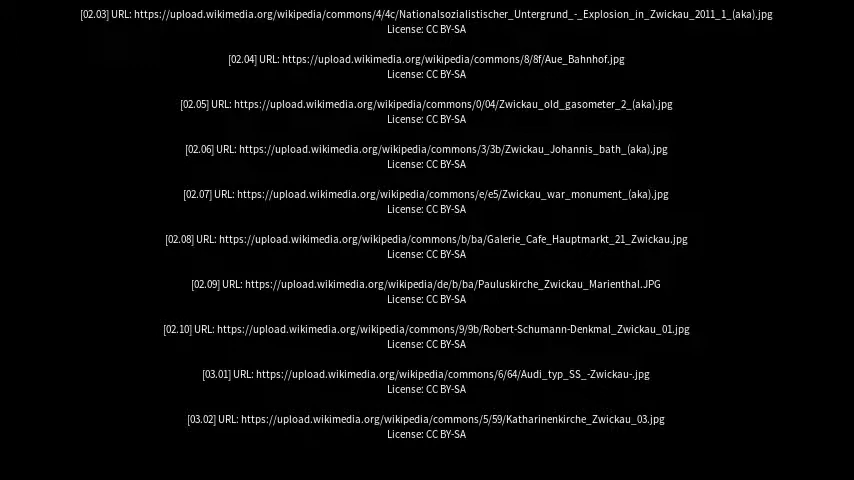 [02.03] URL: https://upload.wikimedia.org/wikipedia/commons/4/4c/Nationalsozialistischer_Untergrund_-_Explosion_in_Zwickau_2011_1_(aka).jpg
License: CC BY-SA
[02.04] URL: https://upload.wikimedia.org/wikipedia/commons/8/8f/Aue_Bahnhof.jpg
License: CC BY-SA
[02.05] URL: https://upload.wikimedia.org/wikipedia/commons/0/04/Zwickau_old_gasometer_2_(aka).jpg
License: CC BY-SA
[02.06] URL: https://upload.wikimedia.org/wikipedia/commons/3/3b/Zwickau_Johannis_bath_(aka).jpg
License: CC BY-SA
[02.07] URL: https://upload.wikimedia.org/wikipedia/commons/e/e5/Zwickau_war_monument_(aka).jpg
License: CC BY-SA
[02.08] URL: https://upload.wikimedia.org/wikipedia/commons/b/ba/Galerie_Cafe_Hauptmarkt_21_Zwickau.jpg
License: CC BY-SA
[02.09] URL: https://upload.wikimedia.org/wikipedia/de/b/ba/Pauluskirche_Zwickau_Marienthal.JPG
License: CC BY-SA
[02.10] URL: https://upload.wikimedia.org/wikipedia/commons/9/9b/Robert-Schumann-Denkmal_Zwickau_01.jpg
License: CC BY-SA
[03.01] URL: https://upload.wikimedia.org/wikipedia/commons/6/64/Audi_typ_SS_-Zwickau-.jpg
License: CC BY-SA
[03.02] URL: https://upload.wikimedia.org/wikipedia/commons/5/59/Katharinenkirche_Zwickau_03.jpg
License: CC BY-SA